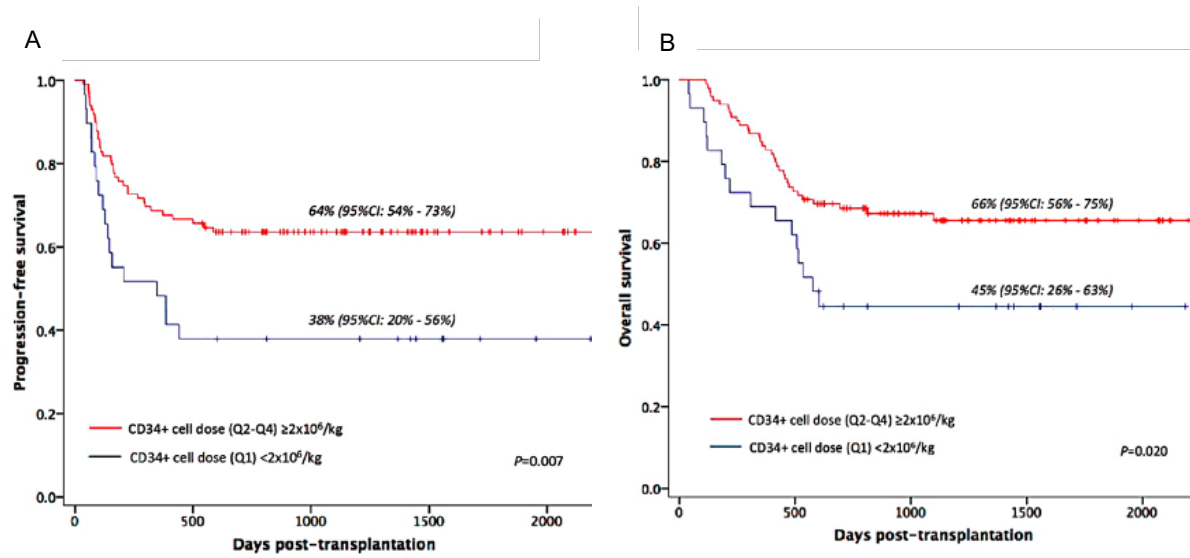 A
1.0
0.8
0.6
0.4
0.2
0.0
Progression-free survival
64% (95%CI: 54% - 73%)
38% (95%CI: 20% - 56%)
CD34+ cell dose (Q2-Q4) ≥2x10⁶/kg
CD34+ cell dose (Q1) <2x10⁶/kg
P=0.007
0 500 1000 1500 2000
Days post-transplantation
B
1.0
0.8
0.6
0.4
0.2
0.0
Overall survival
66% (95%CI: 56% - 75%)
45% (95%CI: 26% - 63%)
CD34+ cell dose (Q2-Q4) ≥2x10⁶/kg
CD34+ cell dose (Q1) <2x10⁶/kg
P=0.020
0 500 1000 1500 2000
Days post-transplantation